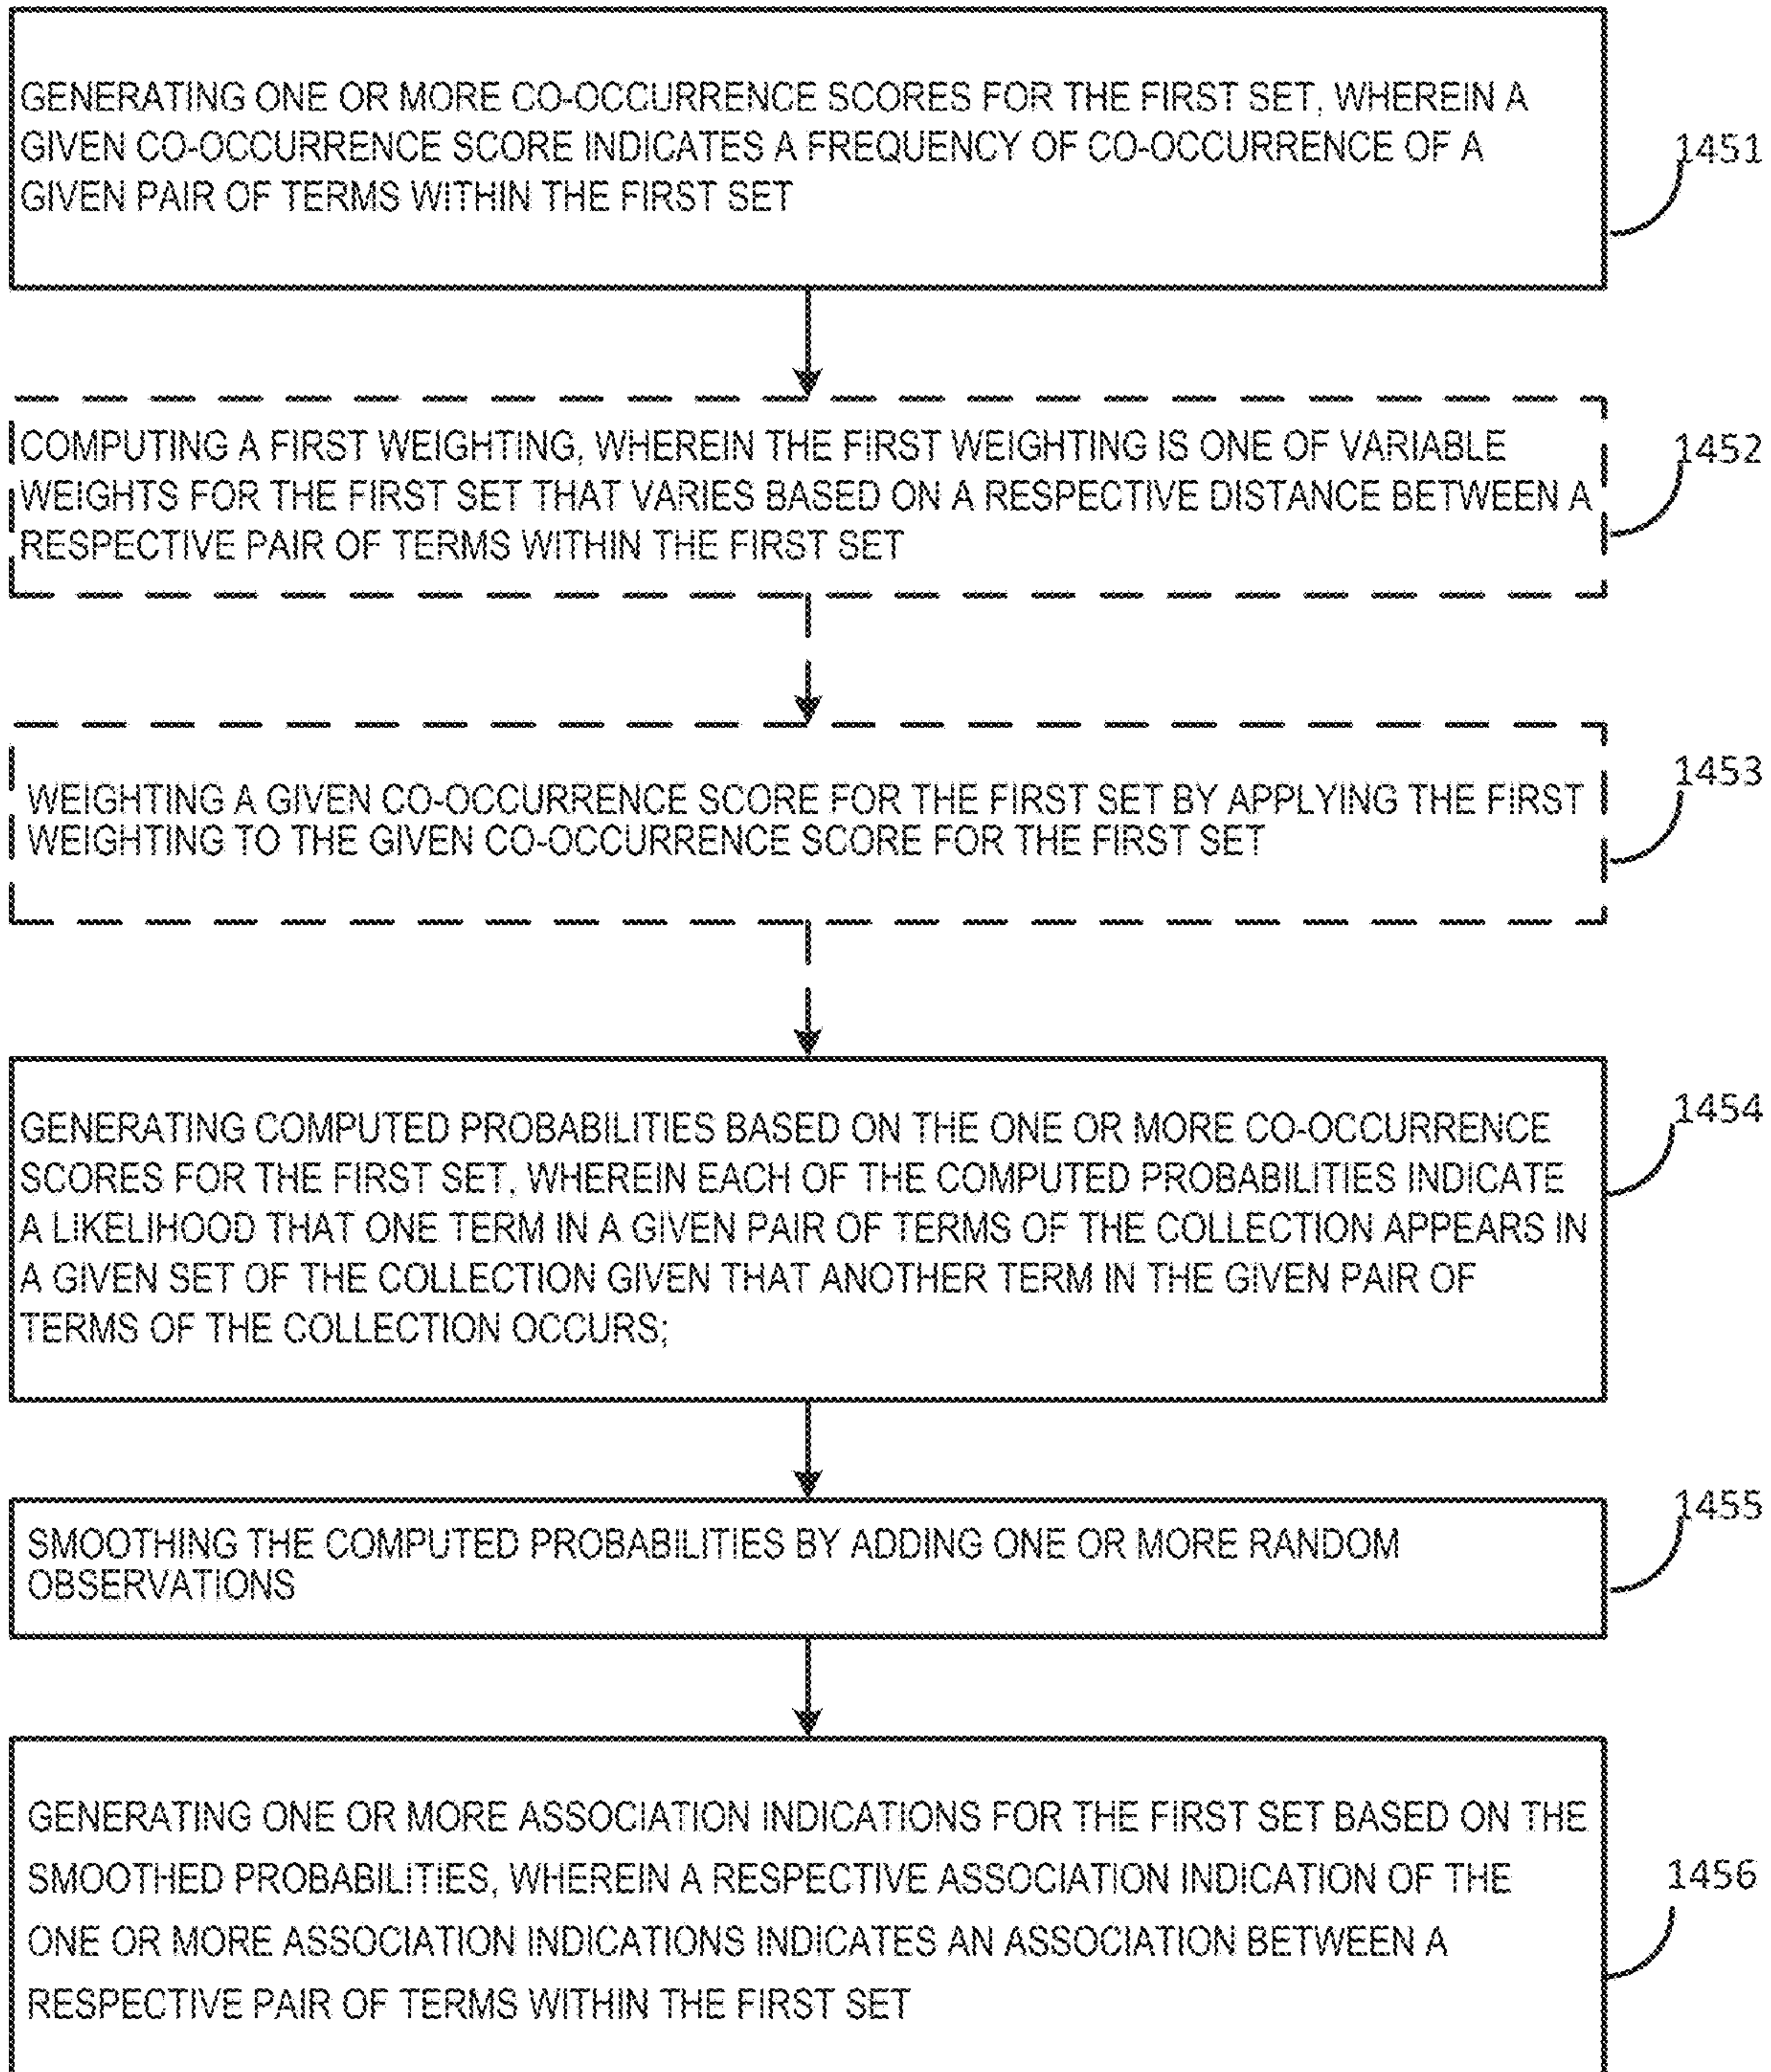 GENERATING ONE OR MORE CO-OCCURRENCE SCORES FOR THE FIRST SET, WHEREIN A
GIVEN CO-OCCURRENCE SCORE INDICATES A FREQUENCY OF CO-OCCURRENCE OF A
GIVEN PAIR OF TERMS WITHIN THE FIRST SET
1451
COMPUTING A FIRST WEIGHTING, WHEREIN THE FIRST WEIGHTING IS ONE OF VARIABLE
WEIGHTS FOR THE FIRST SET THAT VARIES BASED ON A RESPECTIVE DISTANCE BETWEEN A
RESPECTIVE PAIR OF TERMS WITHIN THE FIRST SET
1452
WEIGHTING A GIVEN CO-OCCURRENCE SCORE FOR THE FIRST SET BY APPLYING THE FIRST
WEIGHTING TO THE GIVEN CO-OCCURRENCE SCORE FOR THE FIRST SET
1453
GENERATING COMPUTED PROBABILITIES BASED ON THE ONE OR MORE CO-OCCURRENCE
SCORES FOR THE FIRST SET, WHEREIN EACH OF THE COMPUTED PROBABILITIES INDICATE
A LIKELIHOOD THAT ONE TERM IN A GIVEN PAIR OF TERMS OF THE COLLECTION APPEARS IN
A GIVEN SET OF THE COLLECTION GIVEN THAT ANOTHER TERM IN THE GIVEN PAIR OF
TERMS OF THE COLLECTION OCCURS;
1454
SMOOTHING THE COMPUTED PROBABILITIES BY ADDING ONE OR MORE RANDOM
OBSERVATIONS
1455
GENERATING ONE OR MORE ASSOCIATION INDICATIONS FOR THE FIRST SET BASED ON THE
SMOOTHED PROBABILITIES, WHEREIN A RESPECTIVE ASSOCIATION INDICATION OF THE
ONE OR MORE ASSOCIATION INDICATIONS INDICATES AN ASSOCIATION BETWEEN A
RESPECTIVE PAIR OF TERMS WITHIN THE FIRST SET
1456